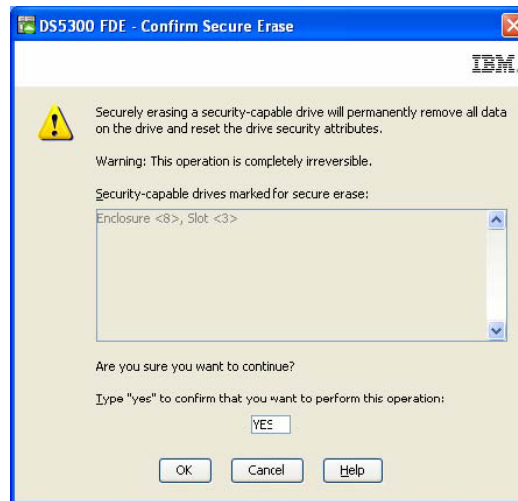 DS5300 FDE - Confirm Secure Erase
IBM.
Securely erasing a security-capable drive will permanently remove all data
on the drive and reset the drive security attributes.
Warning: This operation is completely irreversible.
Security-capable drives marked for secure erase:
Enclosure <8>, Slot <3>
Are you sure you want to continue?
Type "yes" to confirm that you want to perform this operation:
YES
OK
Cancel
Help